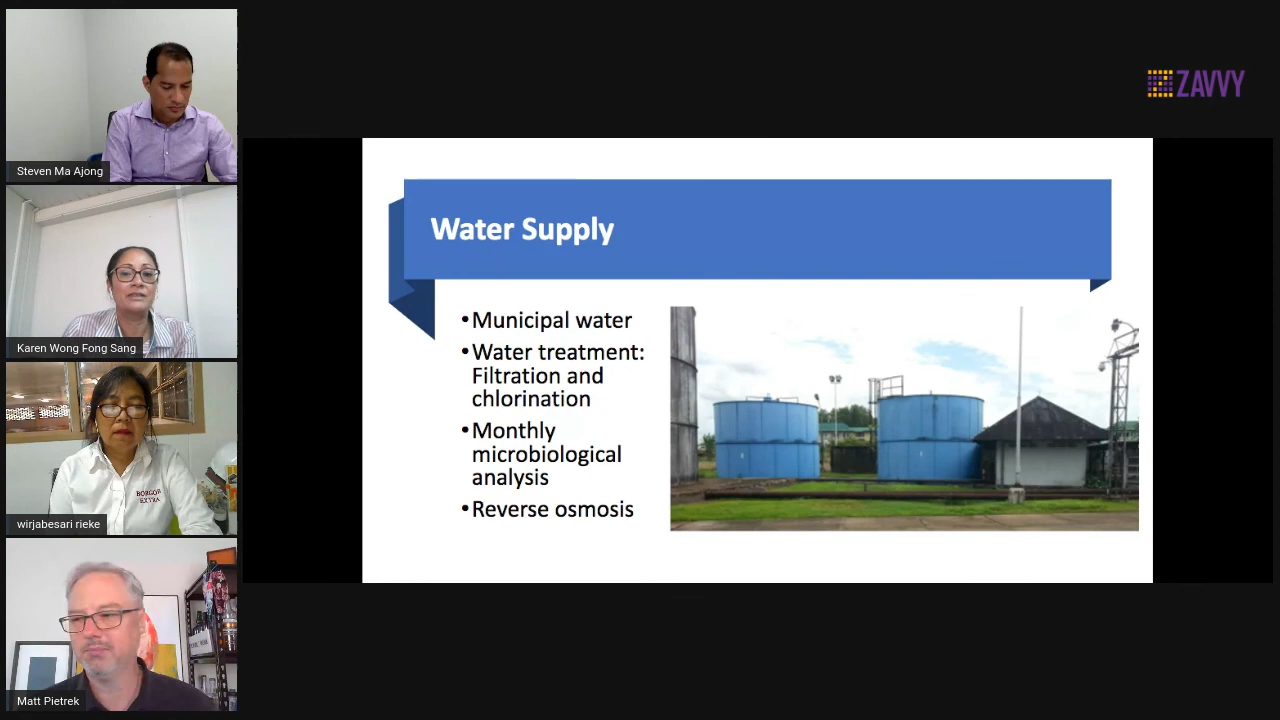 ZAVVY
Steven Ma Ajong
Karen Wong Fong Sang
BORGOE
EXTRA
wirjabesari rieke
Matt Pietrek
Water Supply
•Municipal water
•Water treatment:
Filtration and
chlorination
•Monthly
microbiological
analysis
•Reverse osmosis